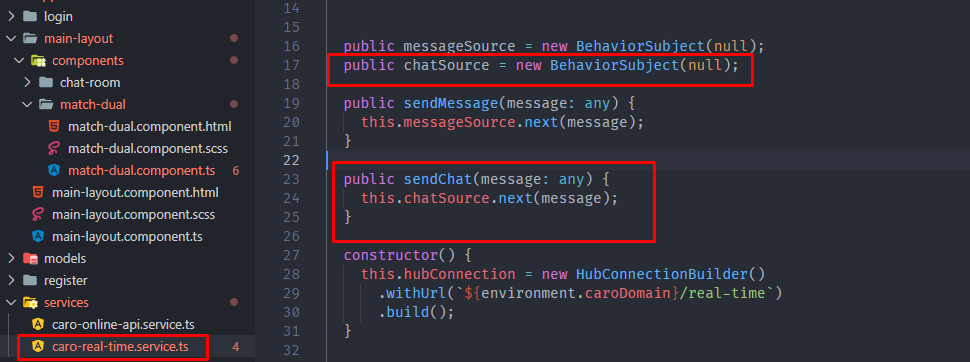 login
main-layout
components
chat-room
match-dual
match-dual.component.html
match-dual.component.scss
match-dual.component.ts 6
main-layout.component.html
main-layout.component.scss
main-layout.component.ts
models
register
services
caro-online-api.service.ts
caro-real-time.service.ts 4
14
15
16 public messageSource = new BehaviorSubject(null);
17 public chatSource = new BehaviorSubject(null);
18
19 public sendMessage(message: any) {
20 this.messageSource.next(message);
21 }
22
23 public sendChat(message: any) {
24 this.chatSource.next(message);
25 }
26
27 constructor() {
28 this.hubConnection = new HubConnectionBuilder()
29 .withUrl(`${environment.caroDomain}/real-time`)
30 .build();
31 }
32